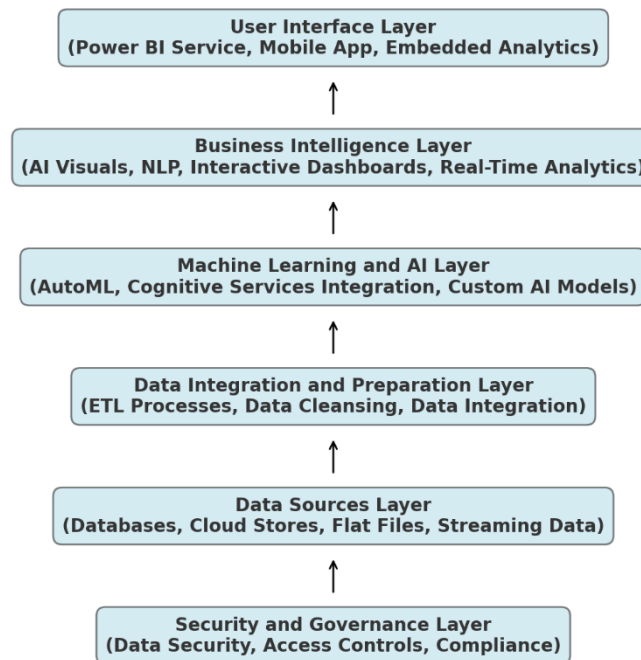 User Interface Layer
(Power BI Service, Mobile App, Embedded Analytics)
Business Intelligence Layer
(AI Visuals, NLP, Interactive Dashboards, Real-Time Analytics)
Machine Learning and AI Layer
(AutoML, Cognitive Services Integration, Custom AI Models)
Data Integration and Preparation Layer
(ETL Processes, Data Cleansing, Data Integration)
Data Sources Layer
(Databases, Cloud Stores, Flat Files, Streaming Data)
Security and Governance Layer
(Data Security, Access Controls, Compliance)